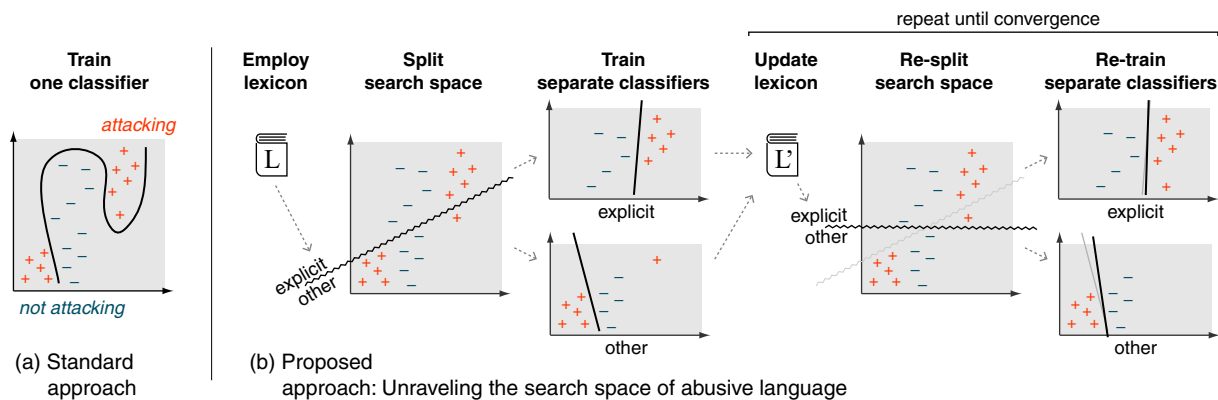 repeat until convergence
Train
one classifier
attacking
not attacking
(a) Standard
approach
Employ
lexicon
L
Split
search space
explicit
other
Train
separate classifiers
explicit
other
Update
lexicon
L'
Re-split
search space
explicit
other
Re-train
separate classifiers
explicit
other
(b) Proposed
approach: Unraveling the search space of abusive language